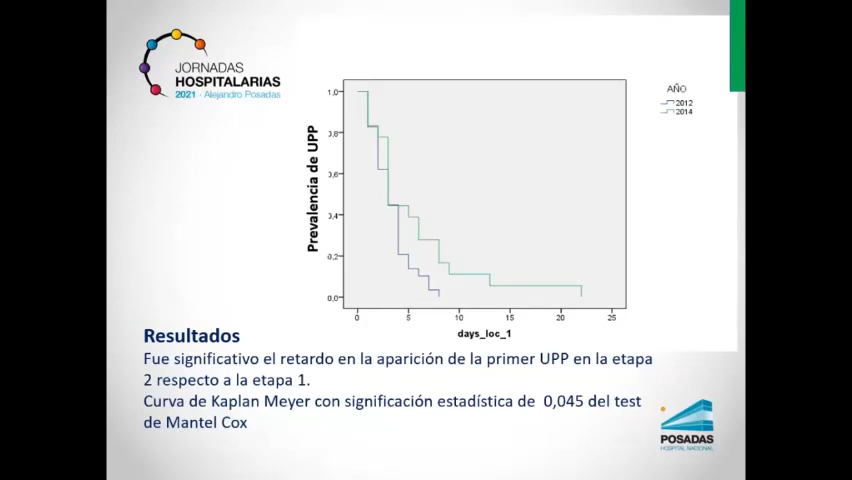 JORNADAS
HOSPITALARIAS
2021 - Alejandro Posadas
AÑO
2012
2014
Prevalencia de UPP
1,0
0,8
0,6
0,4
0,2
0,0
0 5 10 15 20 25
days_loc_1
Resultados
Fue significativo el retardo en la aparición de la primer UPP en la etapa
2 respecto a la etapa 1.
Curva de Kaplan Meyer con significación estadística de 0,045 del test
de Mantel Cox
POSADAS
HOSPITAL NACIONAL